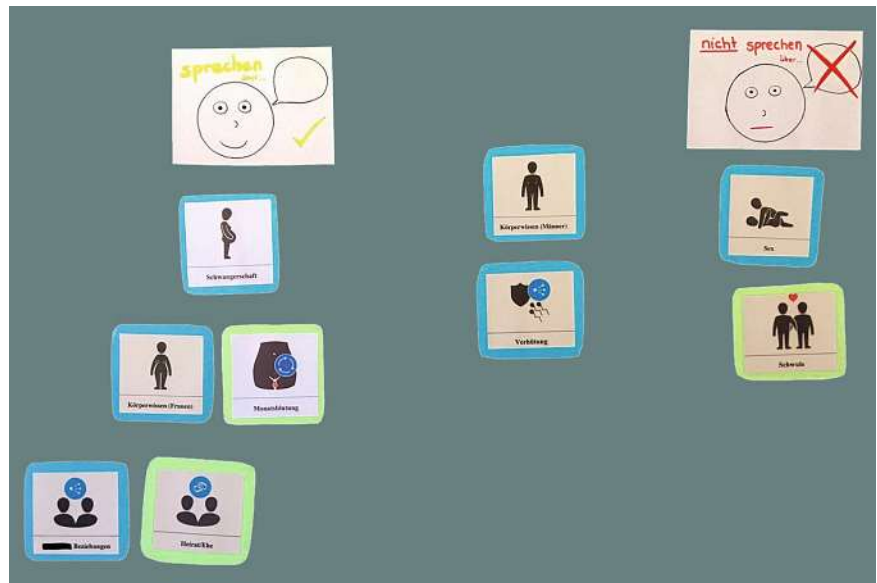 sprechen
über...
nicht sprechen
über...
Schwangerschaft
Körperwissen (Männer)
Sex
Verhütung
Schwule
Körperwissen (Frauen)
Monatsblutung
Beziehungen
Heirat/Ehe